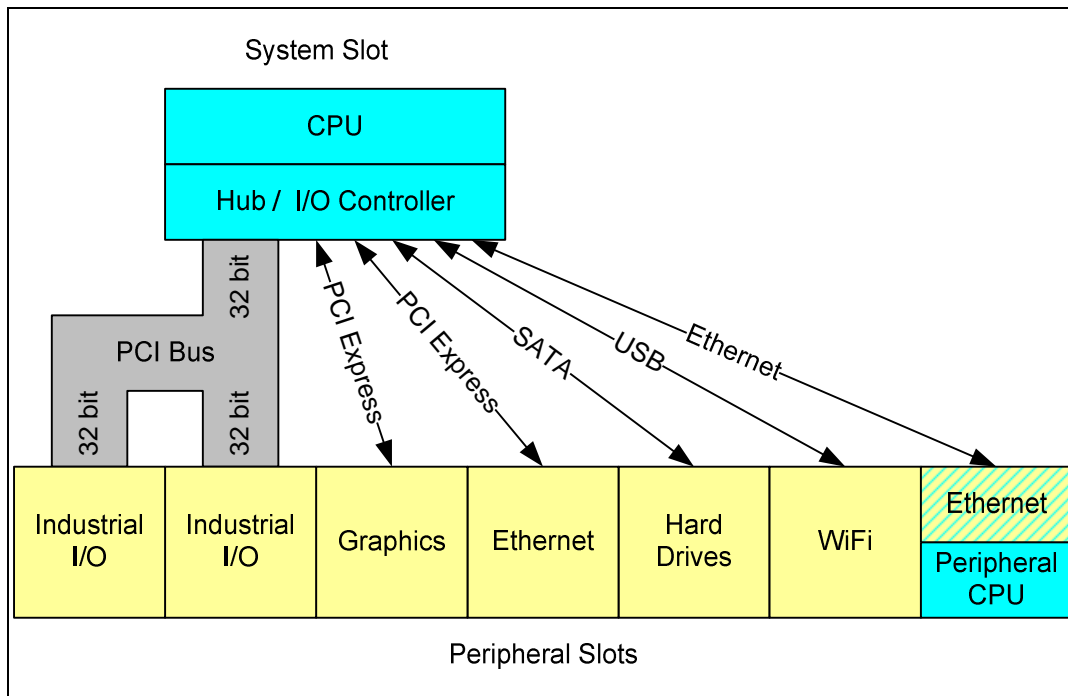 System Slot
CPU
Hub / I/O Controller
32 bit
PCI Bus
32 bit
32 bit
PCI Express
PCI Express
SATA
USB
Ethernet
Industrial
I/O
Industrial
I/O
Graphics
Ethernet
Hard
Drives
WiFi
Ethernet
Peripheral
CPU
Peripheral Slots